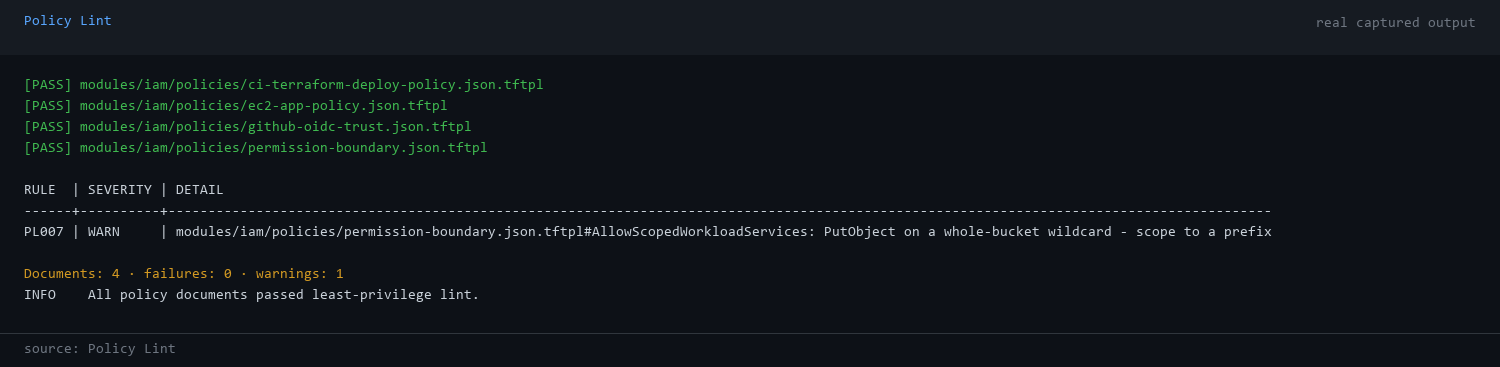 Policy Lint
real captured output
[PASS] modules/iam/policies/ci-terraform-deploy-policy.json.tftpl
[PASS] modules/iam/policies/ec2-app-policy.json.tftpl
[PASS] modules/iam/policies/github-oidc-trust.json.tftpl
[PASS] modules/iam/policies/permission-boundary.json.tftpl
RULE  | SEVERITY | DETAIL
------+----------+------------------------------------------------------------------------------------------------------------------------------------------
PL007 | WARN     | modules/iam/policies/permission-boundary.json.tftpl#AllowScopedWorkloadServices: PutObject on a whole-bucket wildcard - scope to a prefix
Documents: 4 · failures: 0 · warnings: 1
INFO    All policy documents passed least-privilege lint.
source: Policy Lint